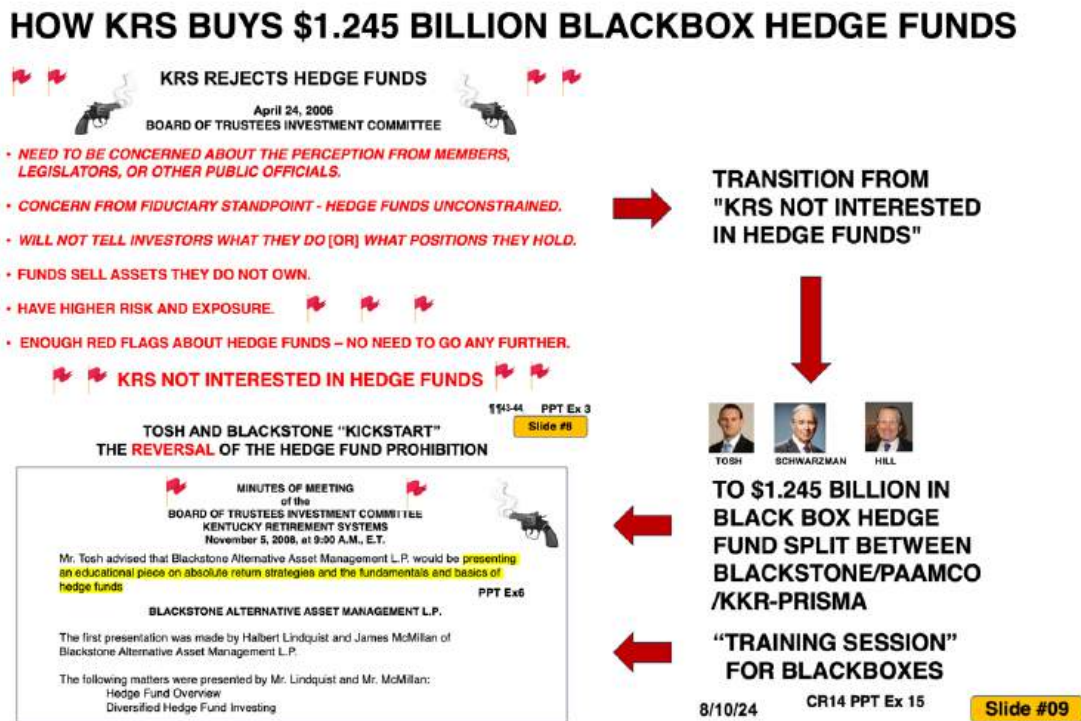 HOW KRS BUYS $1.245 BILLION BLACKBOX HEDGE FUNDS
KRS REJECTS HEDGE FUNDS
April 24, 2006
BOARD OF TRUSTEES INVESTMENT COMMITTEE
• NEED TO BE CONCERNED ABOUT THE PERCEPTION FROM MEMBERS,
LEGISLATORS, OR OTHER PUBLIC OFFICIALS.
• CONCERN FROM FIDUCIARY STANDPOINT - HEDGE FUNDS UNCONSTRAINED.
• WILL NOT TELL INVESTORS WHAT THEY DO [OR] WHAT POSITIONS THEY HOLD.
• FUNDS SELL ASSETS THEY DO NOT OWN.
• HAVE HIGHER RISK AND EXPOSURE.
• ENOUGH RED FLAGS ABOUT HEDGE FUNDS – NO NEED TO GO ANY FURTHER.
KRS NOT INTERESTED IN HEDGE FUNDS
¶¶43-44 PPT Ex 3
Slide #8
TOSH AND BLACKSTONE “KICKSTART”
THE REVERSAL OF THE HEDGE FUND PROHIBITION
MINUTES OF MEETING
of the
BOARD OF TRUSTEES INVESTMENT COMMITTEE
KENTUCKY RETIREMENT SYSTEMS
November 5, 2008, at 9:00 A.M., E.T.
Mr. Tosh advised that Blackstone Alternative Asset Management L.P. would be presenting
an educational piece on absolute return strategies and the fundamentals and basics of
hedge funds
PPT Ex6
BLACKSTONE ALTERNATIVE ASSET MANAGEMENT L.P.
The first presentation was made by Halbert Lindquist and James McMillan of
Blackstone Alternative Asset Management L.P.
The following matters were presented by Mr. Lindquist and Mr. McMillan:
Hedge Fund Overview
Diversified Hedge Fund Investing
TRANSITION FROM
"KRS NOT INTERESTED
IN HEDGE FUNDS"
TOSH SCHWARZMAN HILL
TO $1.245 BILLION IN
BLACK BOX HEDGE
FUND SPLIT BETWEEN
BLACKSTONE/PAAMCO
/KKR-PRISMA
“TRAINING SESSION”
FOR BLACKBOXES
8/10/24 CR14 PPT Ex 15 Slide #09